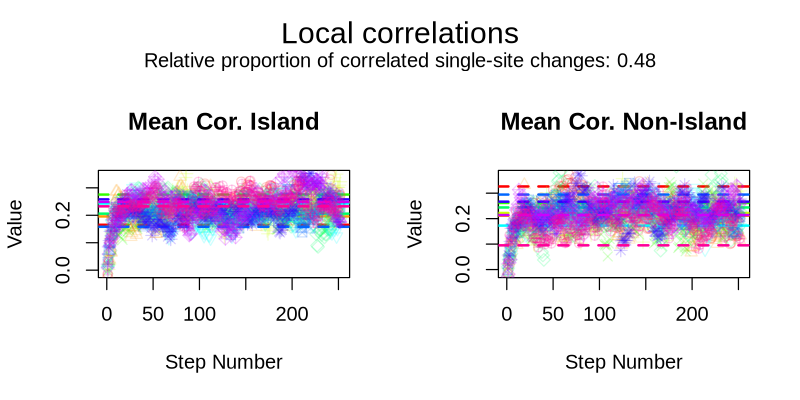 Local correlations
Relative proportion of correlated single-site changes: 0.48
Mean Cor. Island
Value
0.0
0.2
0
50
100
200
Step Number
Mean Cor. Non-Island
Value
0.0
0.2
0
50
100
200
Step Number